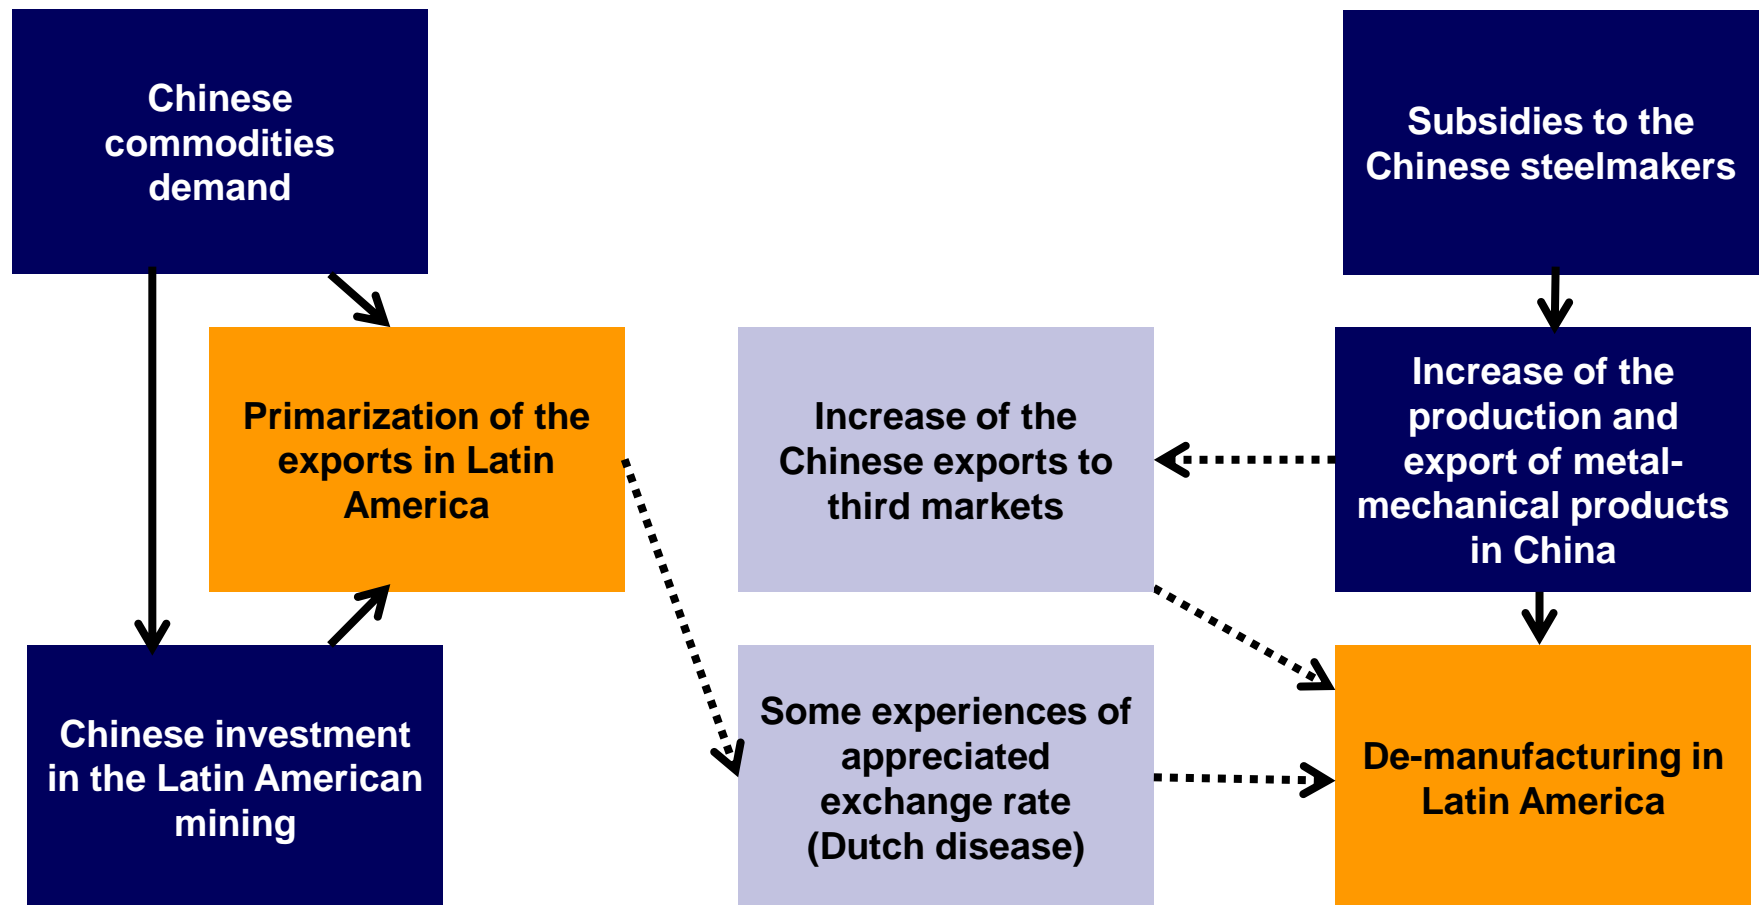 Chinese
commodities
demand
Subsidies to the
Chinese steelmakers
Primarization of the
exports in Latin
America
Increase of the
Chinese exports to
third markets
Increase of the
production and
export of metal-
mechanical products
in China
Chinese investment
in the Latin American
mining
Some experiences of
appreciated
exchange rate
(Dutch disease)
De-manufacturing in
Latin America